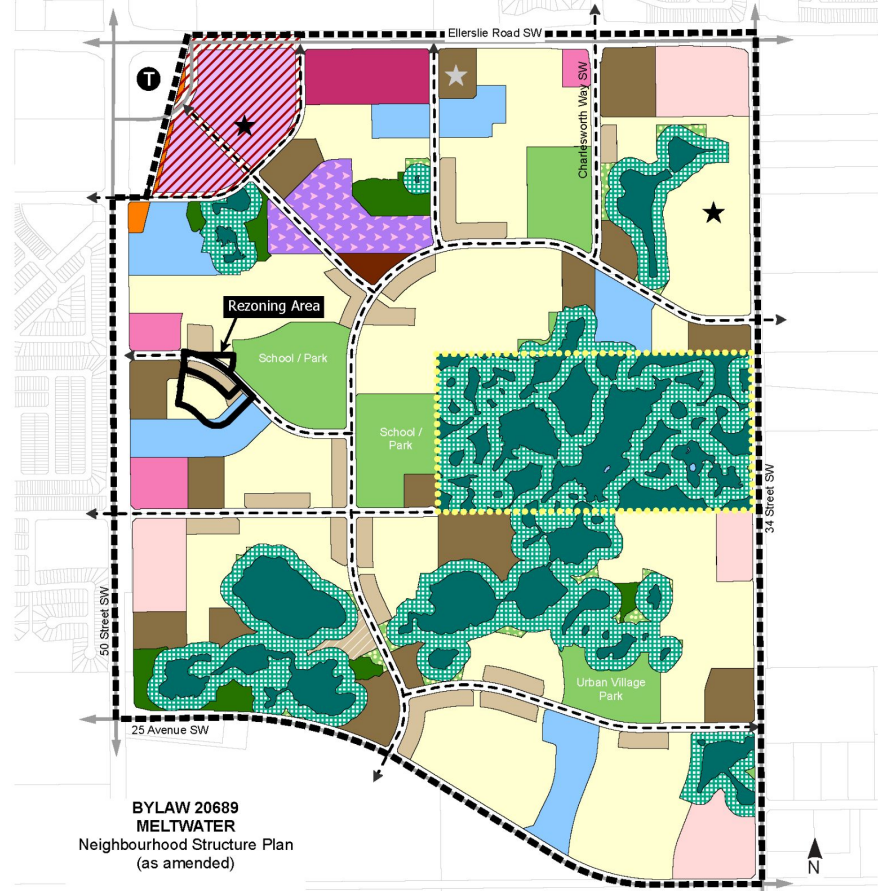 Ellerslie Road SW
T
Charlesworth Way SW
Rezoning Area
School / Park
School /
Park
34 Street SW
50 Street SW
Urban Village
Park
25 Avenue SW
BYLAW 20689
MELTWATER
Neighbourhood Structure Plan
(as amended)
N